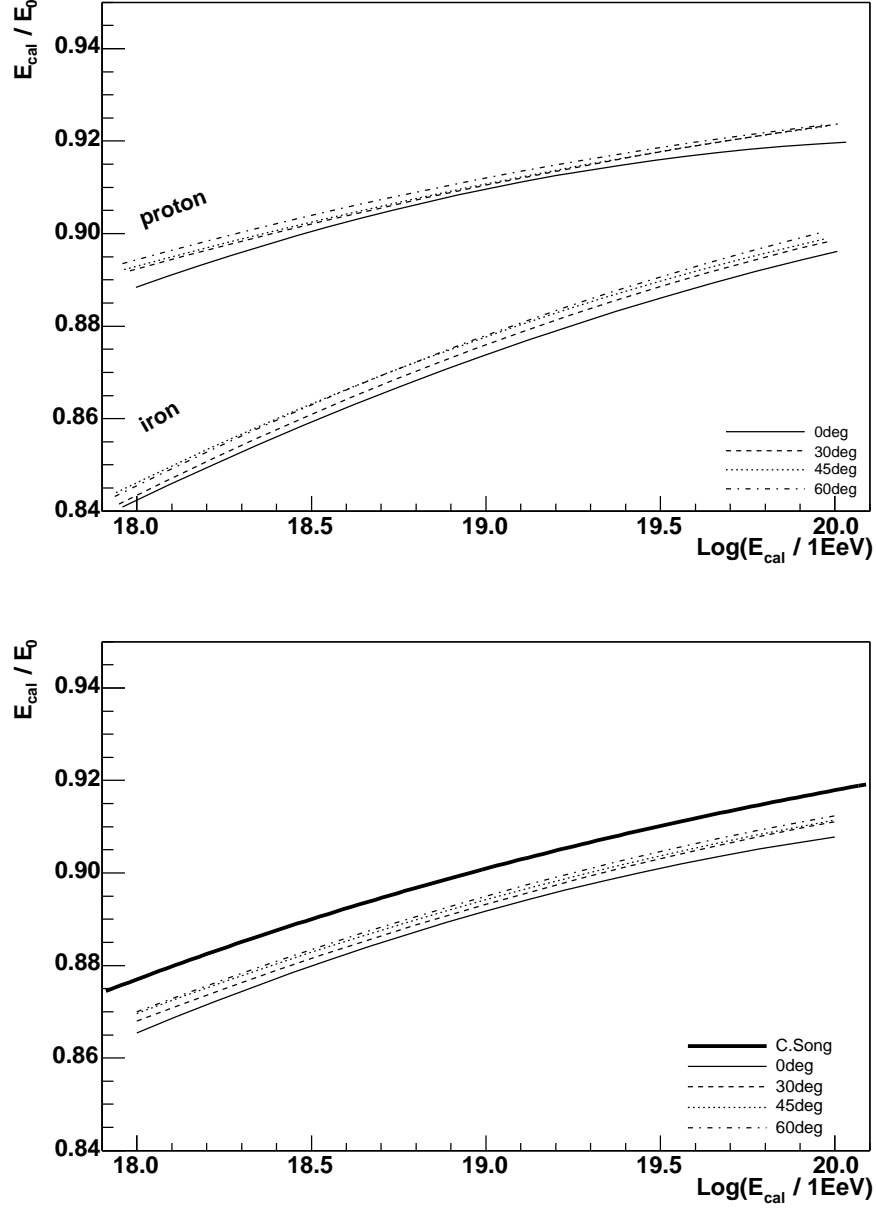 E_cal / E_0
0.94
0.92
0.90
0.88
0.86
0.84
proton
iron
0deg
30deg
45deg
60deg
18.0 18.5 19.0 19.5 20.0
Log(E_cal / 1EeV)
E_cal / E_0
0.94
0.92
0.90
0.88
0.86
0.84
C.Song
0deg
30deg
45deg
60deg
18.0 18.5 19.0 19.5 20.0
Log(E_cal / 1EeV)